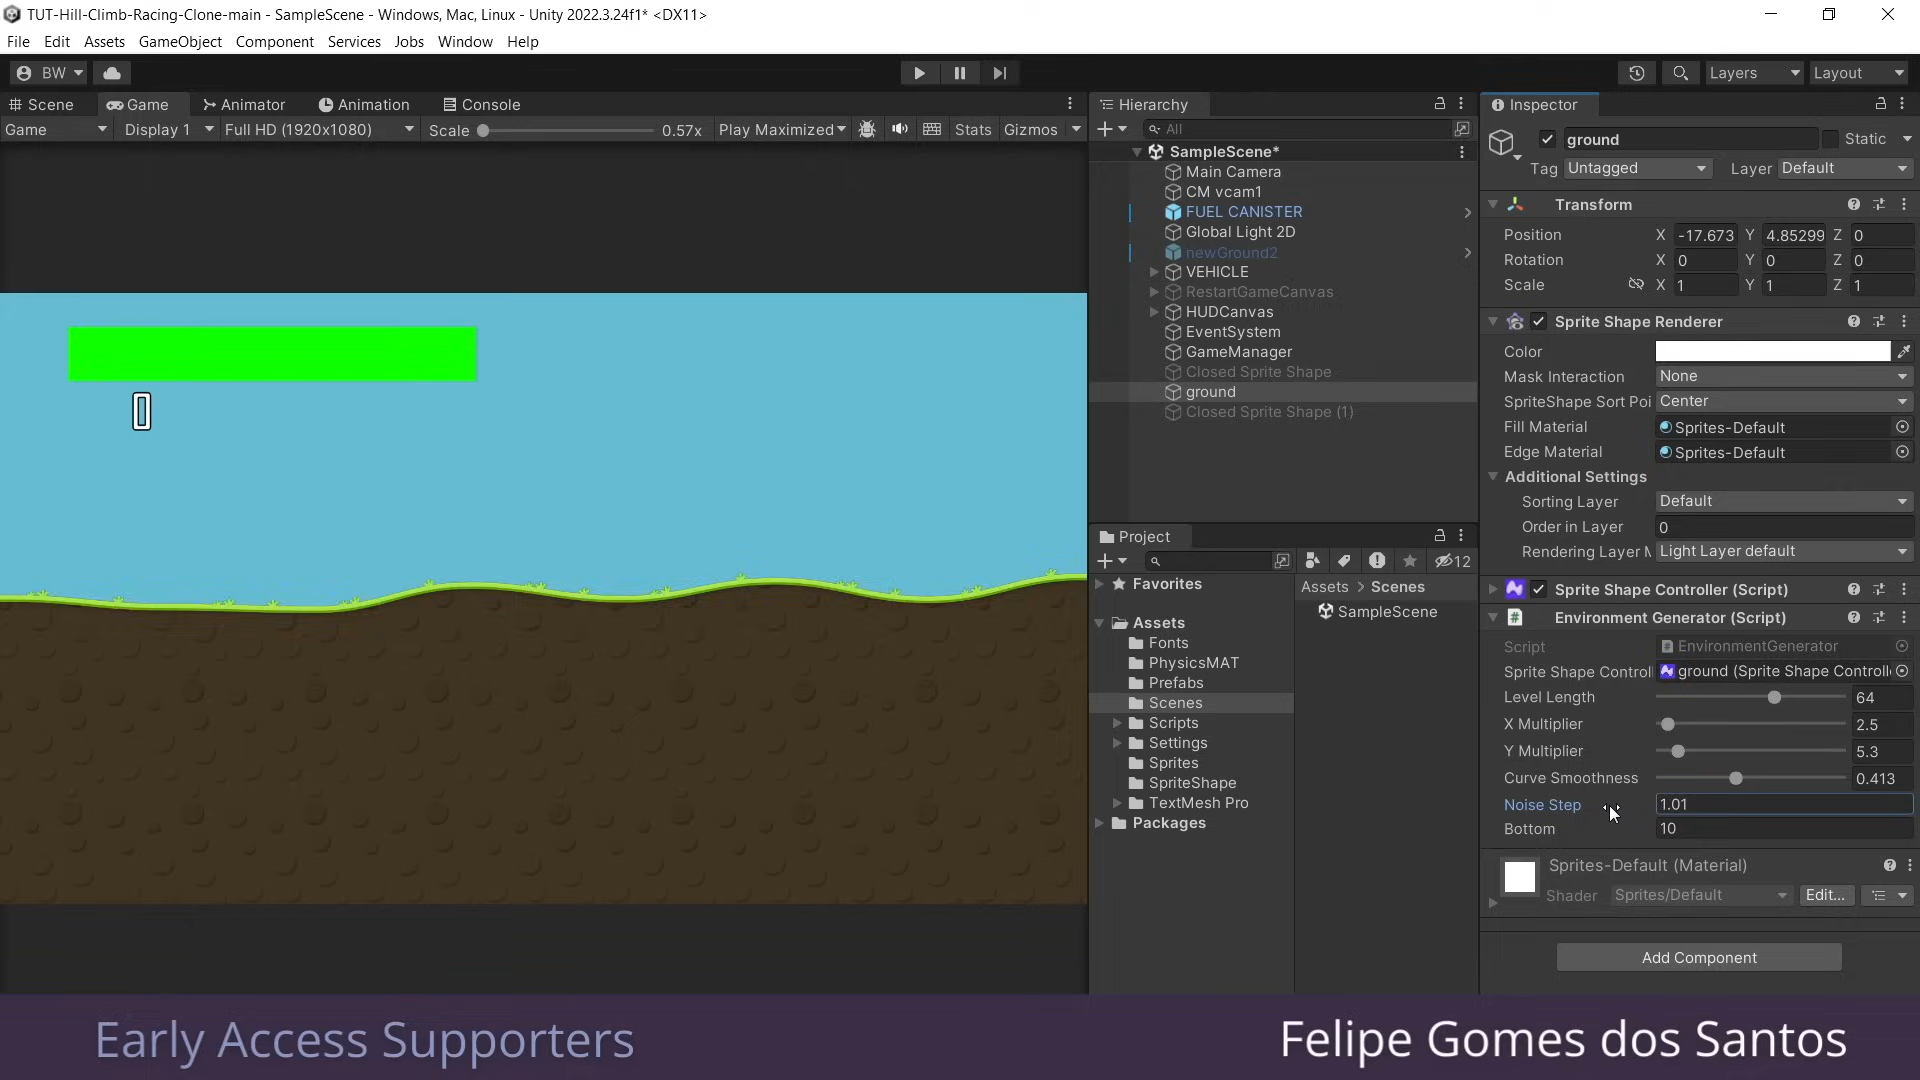 TUT-Hill-Climb-Racing-Clone-main - SampleScene - Windows, Mac, Linux - Unity 2022.3.24f1* <DX11>
File Edit Assets GameObject Component Services Jobs Window Help
BW
Layers Layout
Scene Game Animator Animation Console
Game Display 1 Full HD (1920x1080) Scale 0.57x Play Maximized Stats Gizmos
Hierarchy
All
SampleScene*
Main Camera
CM vcam1
FUEL CANISTER
Global Light 2D
newGround2
VEHICLE
RestartGameCanvas
HUDCanvas
EventSystem
GameManager
Closed Sprite Shape
ground
Closed Sprite Shape (1)
Project
12
Favorites
Assets
Fonts
PhysicsMAT
Prefabs
Scenes
Scripts
Settings
Sprites
SpriteShape
TextMesh Pro
Packages
Assets > Scenes
SampleScene
Inspector
ground Static
Tag Untagged Layer Default
Transform
Position X -17.673 Y 4.85299 Z 0
Rotation X 0 Y 0 Z 0
Scale X 1 Y 1 Z 1
Sprite Shape Renderer
Color
Mask Interaction None
SpriteShape Sort Poi Center
Fill Material Sprites-Default
Edge Material Sprites-Default
Additional Settings
Sorting Layer Default
Order in Layer 0
Rendering Layer M Light Layer default
Sprite Shape Controller (Script)
Environment Generator (Script)
Script EnvironmentGenerator
Sprite Shape Control ground (Sprite Shape Controlle
Level Length 64
X Multiplier 2.5
Y Multiplier 5.3
Curve Smoothness 0.413
Noise Step 1.01
Bottom 10
Sprites-Default (Material)
Shader Sprites/Default Edit...
Add Component
Early Access Supporters
Felipe Gomes dos Santos